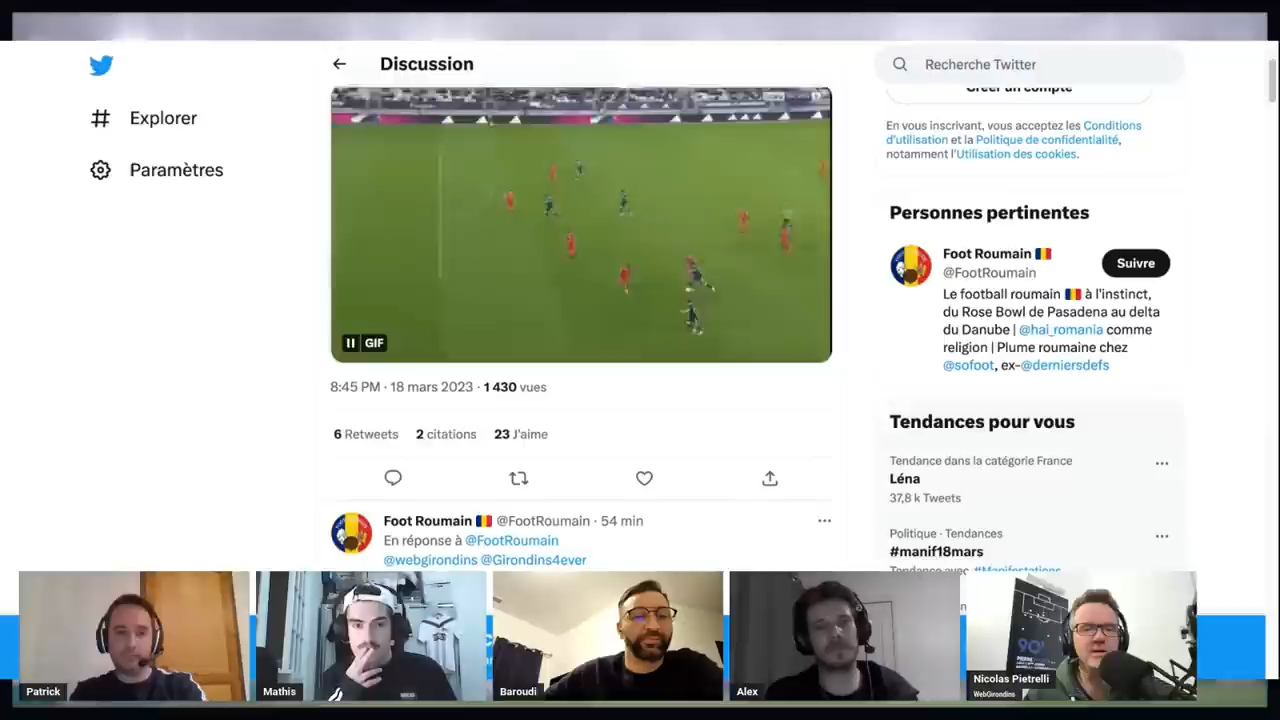 Explorer
Paramètres
Discussion
GIF
8:45 PM · 18 mars 2023 · 1 430 vues
6 Retweets 2 citations 23 J'aime
Foot Roumain 🇷🇴 @FootRoumain · 54 min
En réponse à @FootRoumain
@webgirondins @Girondins4ever
Recherche Twitter
Créer un compte
En vous inscrivant, vous acceptez les Conditions
d'utilisation et la Politique de confidentialité,
notamment l'Utilisation des cookies.
Personnes pertinentes
Foot Roumain 🇷🇴
@FootRoumain
Suivre
Le football roumain 🇷🇴 à l'instinct,
du Rose Bowl de Pasadena au delta
du Danube | @hai_romania comme
religion | Plume roumaine chez
@sofoot, ex-@derniersdefs
Tendances pour vous
Tendance dans la catégorie France
Léna
37,8 k Tweets
Politique · Tendances
#manif18mars
Tendance avec #Manifestations
Patrick
Mathis
Baroudi
Alex
90'
Nicolas Pietrelli
WebGirondins